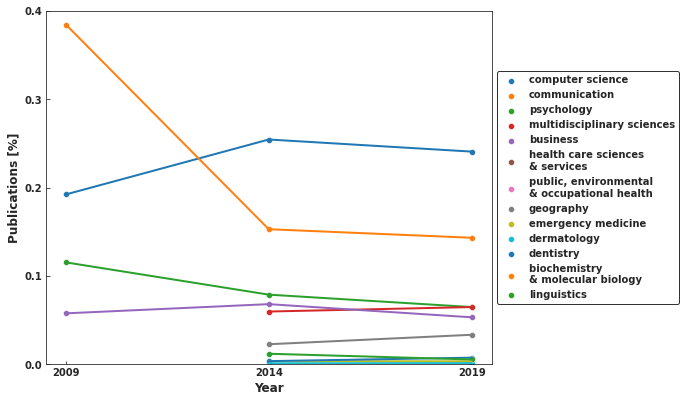 0.4
0.3
0.2
0.1
0.0
Publications [%]
2009 2014 2019
Year
computer science
communication
psychology
multidisciplinary sciences
business
health care sciences
& services
public, environmental
& occupational health
geography
emergency medicine
dermatology
dentistry
biochemistry
& molecular biology
linguistics